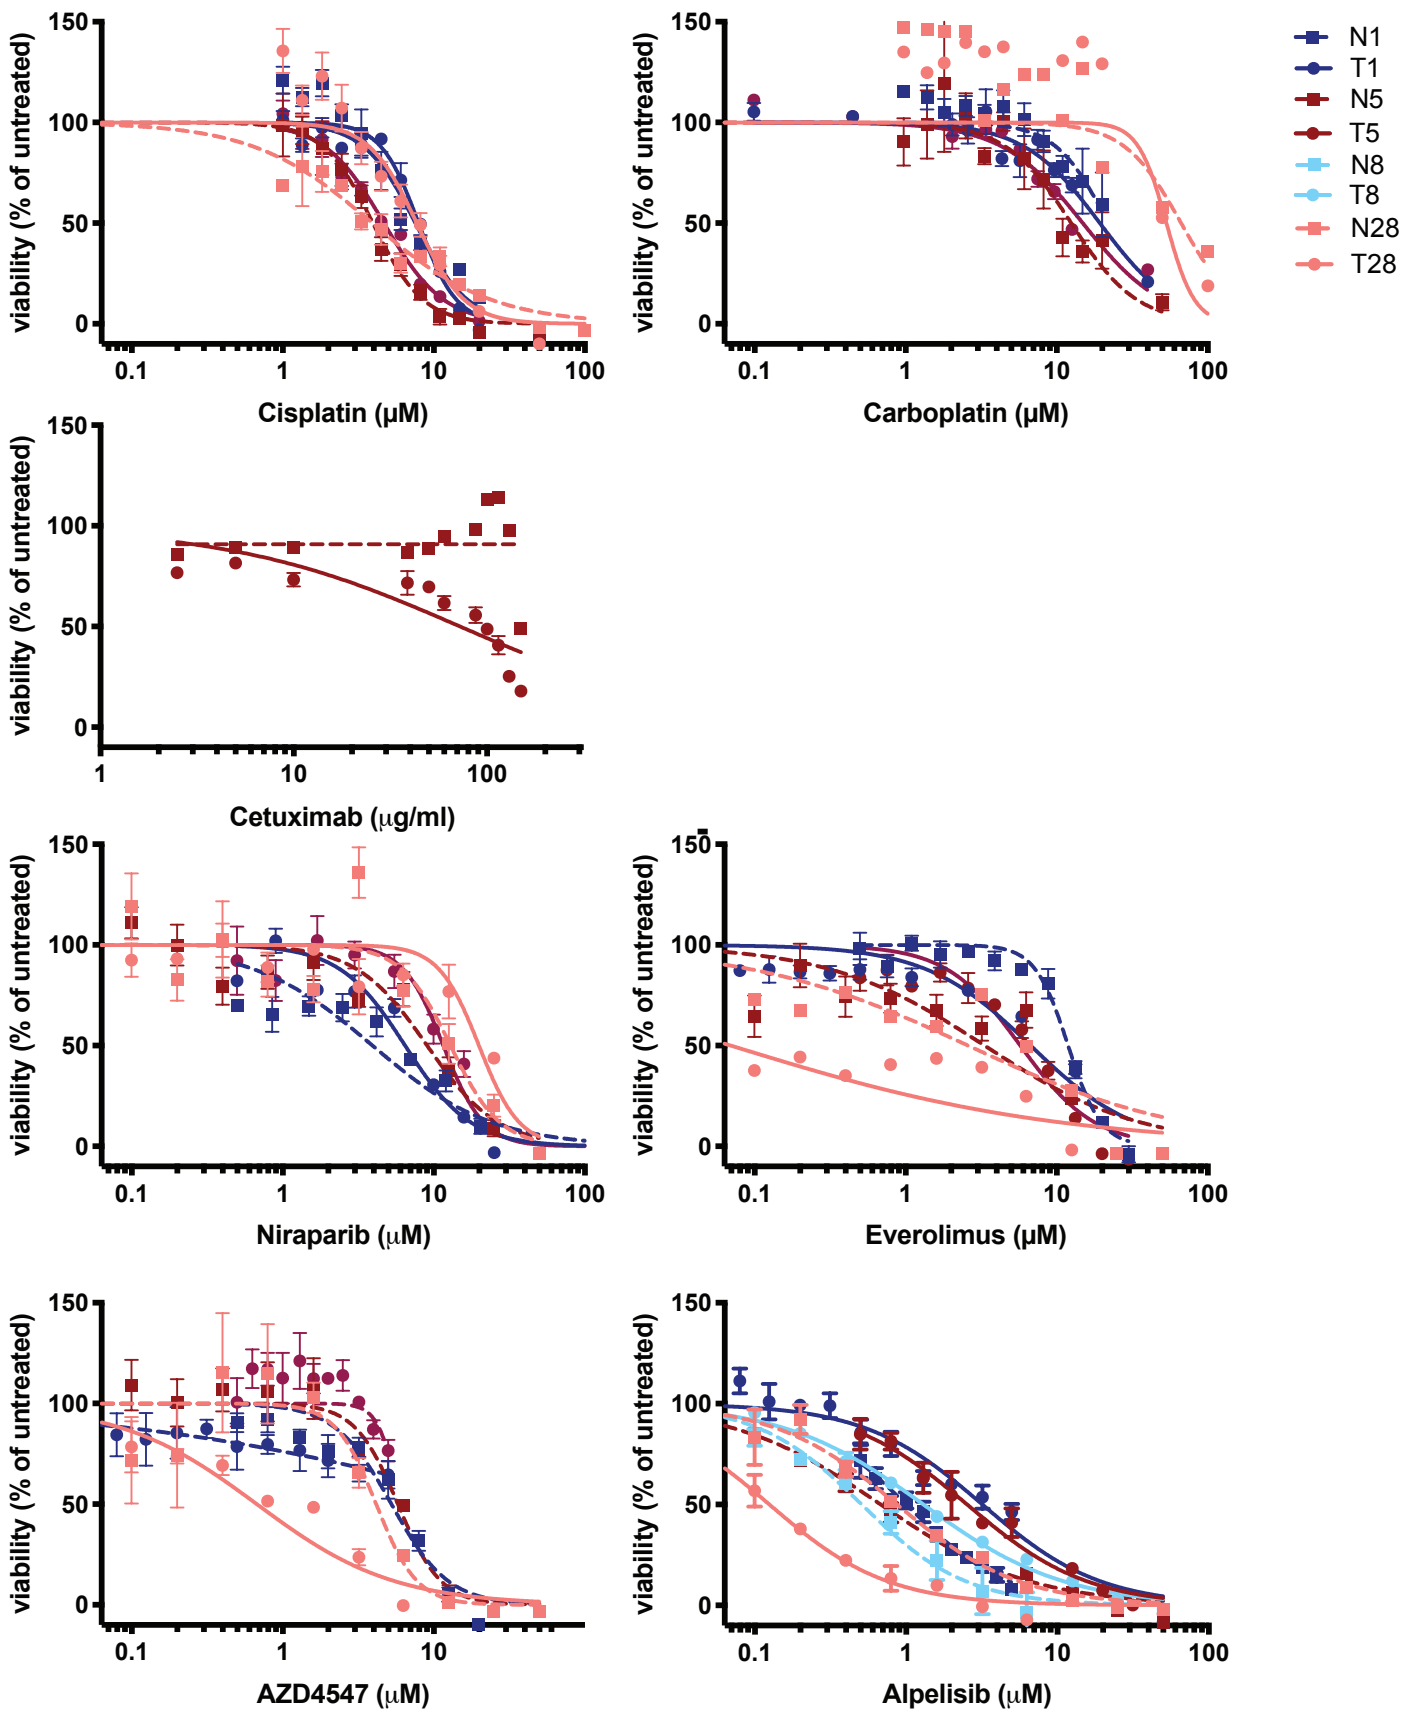 150
100
50
0
viability (% of untreated)
0.1 1 10 100
Cisplatin (µM)
150
100
50
0
viability (% of untreated)
0.1 1 10 100
Carboplatin (µM)
N1
T1
N5
T5
N8
T8
N28
T28
150
100
50
0
viability (% of untreated)
1 10 100
Cetuximab (µg/ml)
150
100
50
0
viability (% of untreated)
0.1 1 10 100
Niraparib (µM)
150
100
50
0
viability (% of untreated)
0.1 1 10 100
Everolimus (µM)
150
100
50
0
viability (% of untreated)
0.1 1 10
AZD4547 (µM)
150
100
50
0
viability (% of untreated)
0.1 1 10 100
Alpelisib (µM)